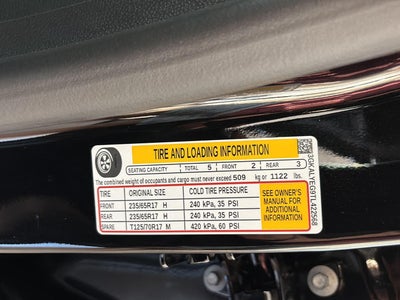 TIRE AND LOADING INFORMATION
SEATING CAPACITY TOTAL 5 FRONT 2 REAR 3
The combined weight of occupants and cargo must never exceed 509 kg or 1122 lbs.
TIRE ORIGINAL SIZE COLD TIRE PRESSURE
FRONT 235/65R17 H 240 kPa, 35 PSI
REAR 235/65R17 H 240 kPa, 35 PSI
SPARE T125/70R17 M 420 kPa, 60 PSI
SEE OWNER'S
MANUAL FOR
ADDITIONAL
INFORMATION
3GKALYEG9TL422568